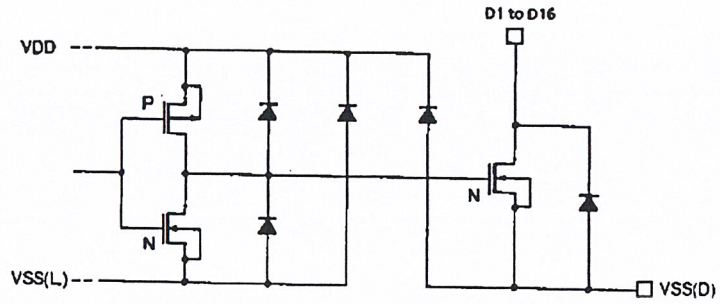 D1 to D16
VDD
P
N
N
VSS(L)
VSS(D)